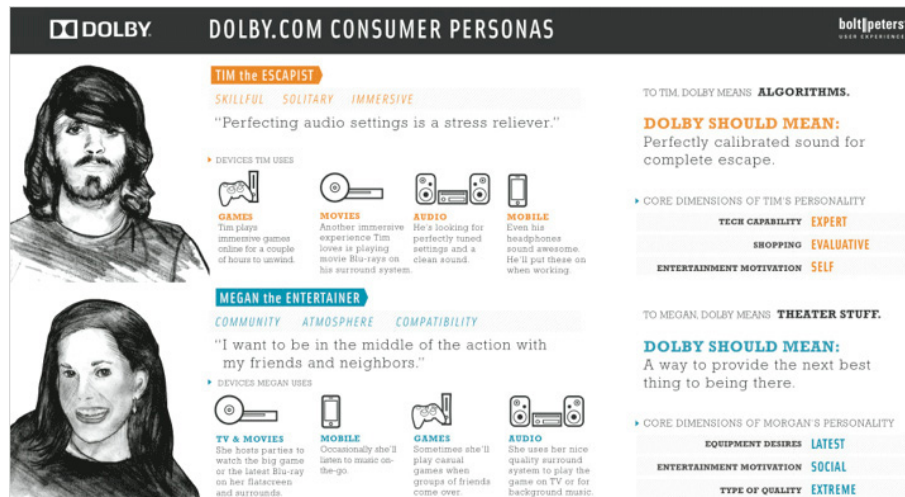 DOLBY.
DOLBY.COM CONSUMER PERSONAS
bolt|peters
USER EXPERIENCE
TIM the ESCAPIST
SKILLFUL SOLITARY IMMERSIVE
“Perfecting audio settings is a stress reliever.”
DEVICES TIM USES
GAMES
Tim plays
immersive games
online for a couple
of hours to unwind.
MOVIES
Another immersive
experience Tim
loves is playing
movie Blu-rays on
his surround system.
AUDIO
He's looking for
perfectly tuned
settings and a
clean sound.
MOBILE
Even his
headphones
sound awesome.
He'll put these on
when working.
TO TIM, DOLBY MEANS ALGORITHMS.
DOLBY SHOULD MEAN:
Perfectly calibrated sound for
complete escape.
CORE DIMENSIONS OF TIM'S PERSONALITY
TECH CAPABILITY EXPERT
SHOPPING EVALUATIVE
ENTERTAINMENT MOTIVATION SELF
MEGAN the ENTERTAINER
COMMUNITY ATMOSPHERE COMPATIBILITY
“I want to be in the middle of the action with
my friends and neighbors.”
DEVICES MEGAN USES
TV & MOVIES
She hosts parties to
watch the big game
or the latest Blu-ray
on her flatscreen
and surrounds.
MOBILE
Occasionally she'll
listen to music on-
the-go.
GAMES
Sometimes she'll
play casual
games when
groups of friends
come over.
AUDIO
She uses her nice
quality surround
system to play the
game on TV or for
background music.
TO MEGAN, DOLBY MEANS THEATER STUFF.
DOLBY SHOULD MEAN:
A way to provide the next best
thing to being there.
CORE DIMENSIONS OF MORGAN'S PERSONALITY
EQUIPMENT DESIRES LATEST
ENTERTAINMENT MOTIVATION SOCIAL
TYPE OF QUALITY EXTREME